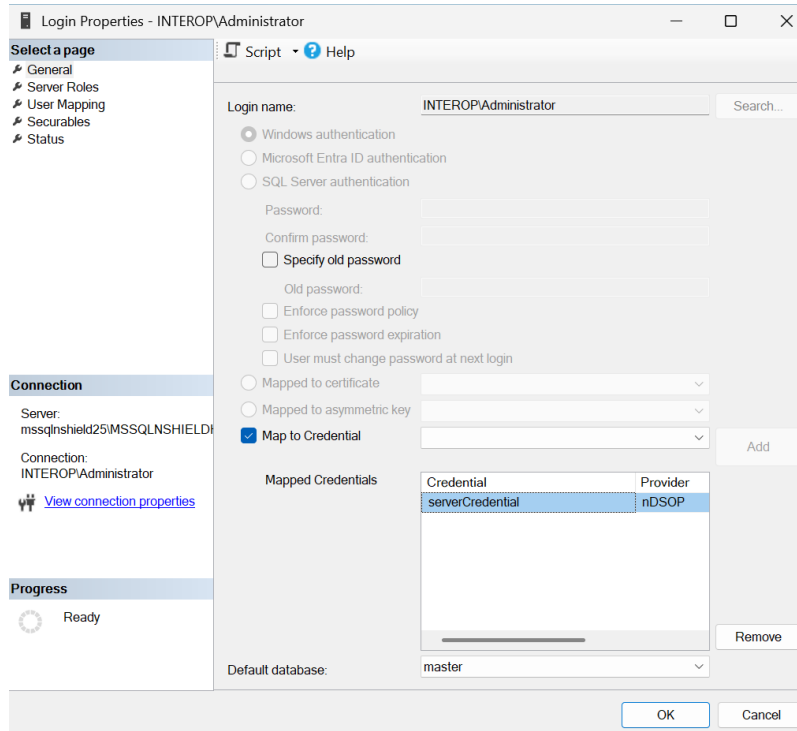 Login Properties - INTEROP\Administrator
Select a page
General
Server Roles
User Mapping
Securables
Status
Script
Help
Login name:
INTEROP\Administrator
Search...
Windows authentication
Microsoft Entra ID authentication
SQL Server authentication
Password:
Confirm password:
Specify old password
Old password:
Enforce password policy
Enforce password expiration
User must change password at next login
Mapped to certificate
Mapped to asymmetric key
Map to Credential
Add
Mapped Credentials
Credential
Provider
serverCredential
nDSOP
Remove
Default database:
master
Connection
Server:
mssqlnshield25\MSSQLNSHIELD
Connection:
INTEROP\Administrator
View connection properties
Progress
Ready
OK
Cancel